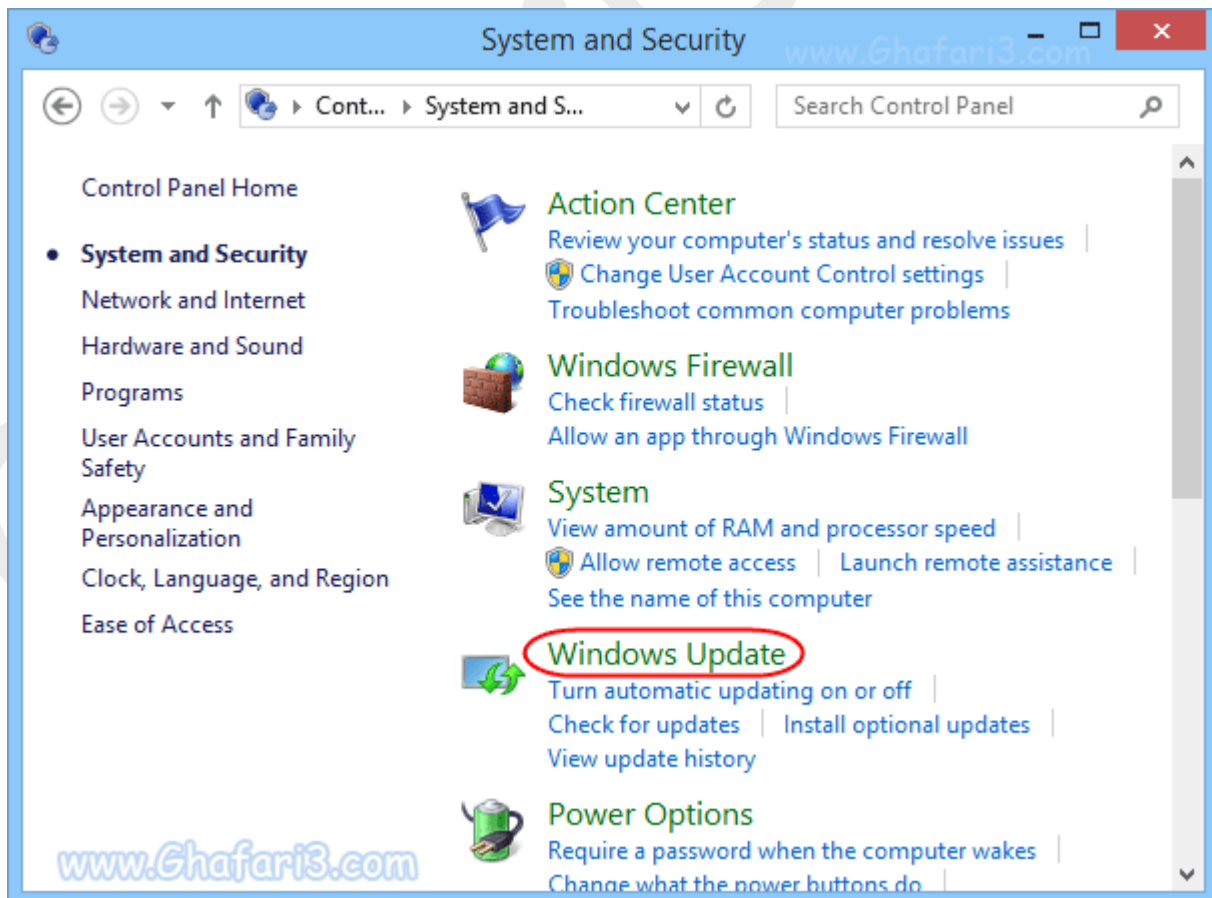 System and Security
www.Ghafari3.com
Cont... System and S...
Search Control Panel
Control Panel Home
System and Security
Network and Internet
Hardware and Sound
Programs
User Accounts and Family
Safety
Appearance and
Personalization
Clock, Language, and Region
Ease of Access
Action Center
Review your computer's status and resolve issues
Change User Account Control settings
Troubleshoot common computer problems
Windows Firewall
Check firewall status
Allow an app through Windows Firewall
System
View amount of RAM and processor speed
Allow remote access Launch remote assistance
See the name of this computer
Windows Update
Turn automatic updating on or off
Check for updates Install optional updates
View update history
Power Options
Require a password when the computer wakes
Change what the power buttons do
www.Ghafari3.com